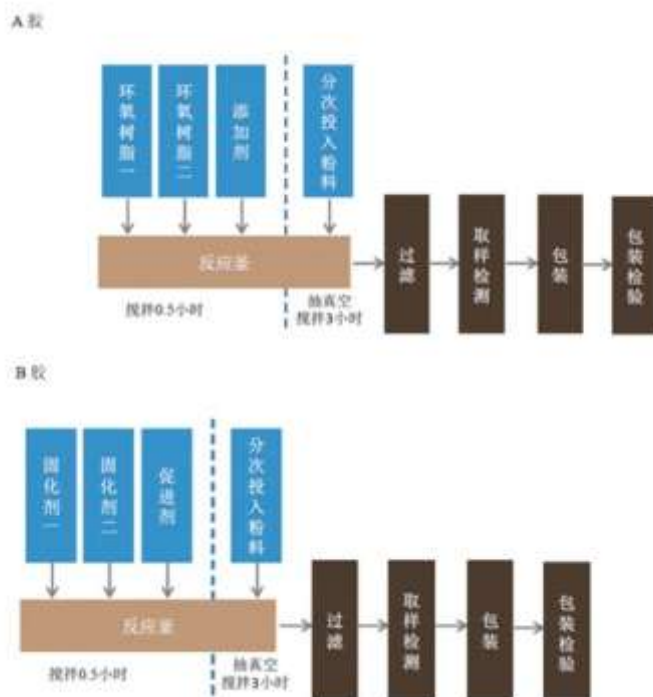 A 胶
环氧树脂一
环氧树脂二
添加剂
分次投入粉料
反应釜
搅拌0.5小时
抽真空
搅拌3小时
过滤
取样检测
包装
包装检验
B 胶
固化剂一
固化剂二
促进剂
分次投入粉料
反应釜
搅拌0.5小时
抽真空
搅拌3小时
过滤
取样检测
包装
包装检验